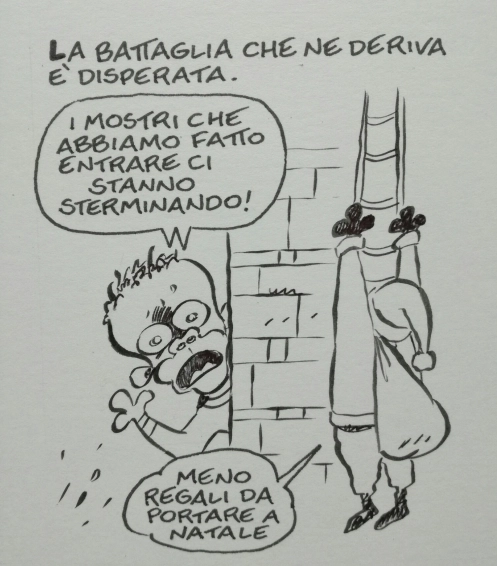 LA BATTAGLIA CHE NE DERIVA
È DISPERATA.
I MOSTRI CHE
ABBIAMO FATTO
ENTRARE CI
STANNO
STERMINANDO!
MENO
REGALI DA
PORTARE A
NATALE